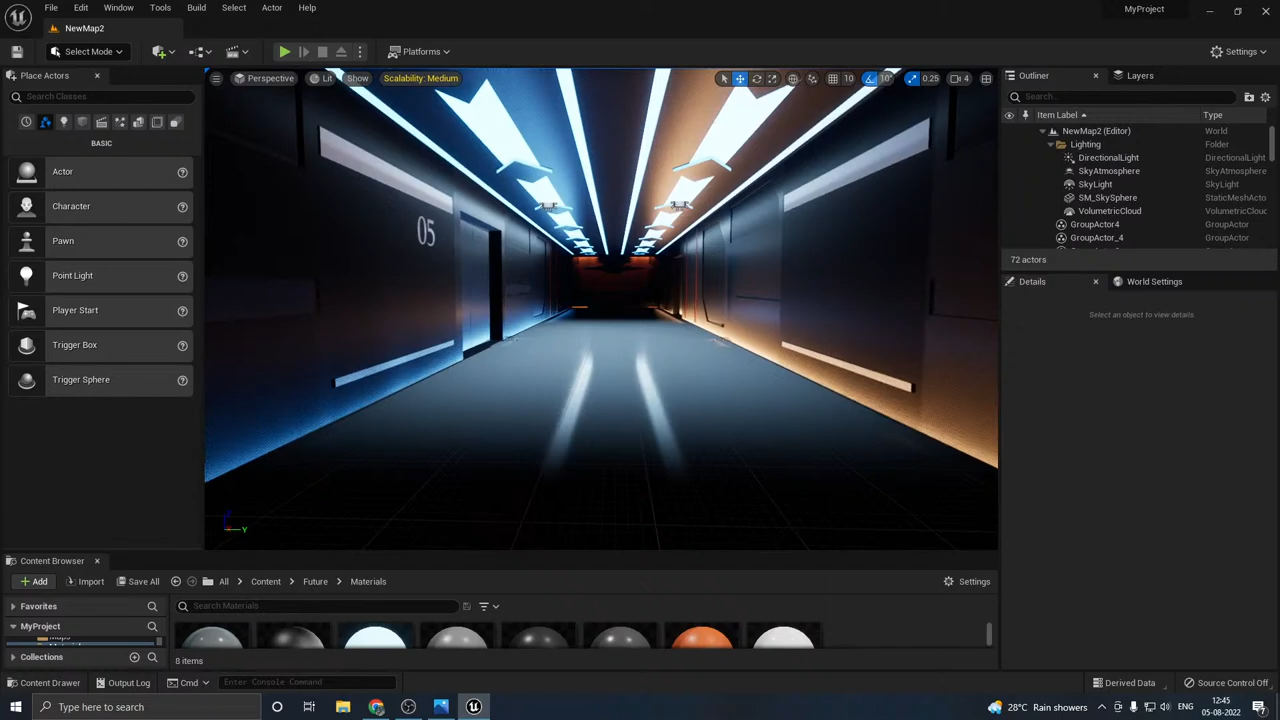 File Edit Window Tools Build Select Actor Help
MyProject
NewMap2
Select Mode
Platforms
Settings
Place Actors
Search Classes
BASIC
Actor
Character
Pawn
Point Light
Player Start
Trigger Box
Trigger Sphere
Perspective Lit Show Scalability: Medium
10 10° 0.25 4
05
Y
Outliner Layers
Search...
Item Label Type
NewMap2 (Editor) World
Lighting Folder
DirectionalLight DirectionalLight
SkyAtmosphere SkyAtmosphere
SkyLight SkyLight
SM_SkySphere StaticMeshActo
VolumetricCloud VolumetricCloud
GroupActor4 GroupActor
GroupActor_4 GroupActor
72 actors
Details World Settings
Select an object to view details
Content Browser
Add Import Save All All Content Future Materials Settings
Favorites
Search Materials
MyProject
Maps
Collections
8 items
Content Drawer Output Log Cmd Enter Console Command Derived Data Source Control Off
Type here to search
28°C Rain showers ENG 12:45
05-08-2022